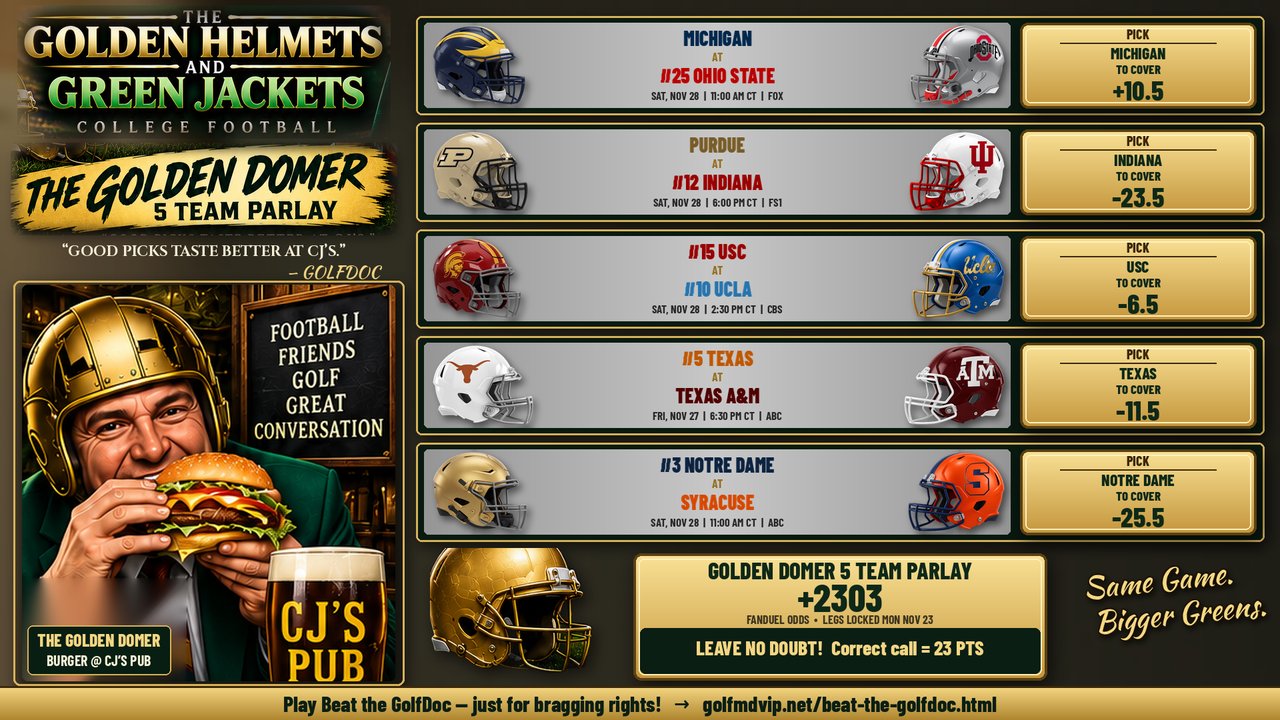 THE
GOLDEN HELMETS
AND
GREEN JACKETS
COLLEGE FOOTBALL
THE GOLDEN DOMER
5 TEAM PARLAY
“GOOD PICKS TASTE BETTER AT CJ’S.”
– GOLFDOC
FOOTBALL
FRIENDS
GOLF
GREAT
CONVERSATION
CJ'S
PUB
THE GOLDEN DOMER
BURGER @ CJ'S PUB
MICHIGAN
AT
#25 OHIO STATE
SAT, NOV 28 | 11:00 AM CT | FOX
OHIO STATE
PICK
MICHIGAN
TO COVER
+10.5
P
PURDUE
AT
#12 INDIANA
SAT, NOV 28 | 6:00 PM CT | FS1
PICK
INDIANA
TO COVER
-23.5
#15 USC
AT
#10 UCLA
SAT, NOV 28 | 2:30 PM CT | CBS
ucla
PICK
USC
TO COVER
-6.5
#5 TEXAS
AT
TEXAS A&M
FRI, NOV 27 | 6:30 PM CT | ABC
ATM
PICK
TEXAS
TO COVER
-11.5
#3 NOTRE DAME
AT
SYRACUSE
SAT, NOV 28 | 11:00 AM CT | ABC
S
PICK
NOTRE DAME
TO COVER
-25.5
GOLDEN DOMER 5 TEAM PARLAY
+2303
FANDUEL ODDS • LEGS LOCKED MON NOV 23
LEAVE NO DOUBT! Correct call = 23 PTS
Same Game.
Bigger Greens.
Play Beat the GolfDoc — just for bragging rights! → golfmdvip.net/beat-the-golfdoc.html